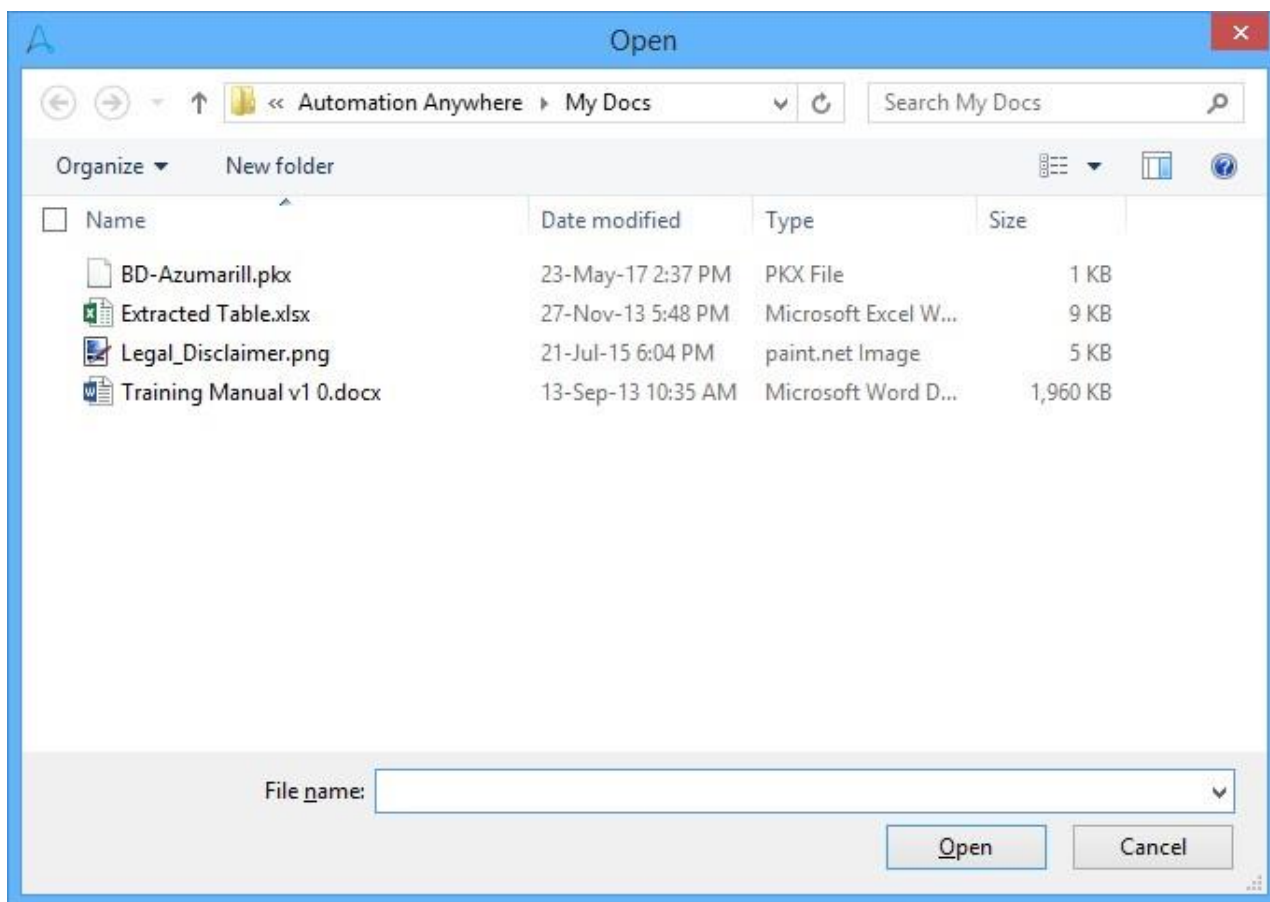 Open
« Automation Anywhere My Docs Search My Docs
Organize New folder
Name Date modified Type Size
BD-Azumarill.pkx 23-May-17 2:37 PM PKX File 1 KB
Extracted Table.xlsx 27-Nov-13 5:48 PM Microsoft Excel W... 9 KB
Legal_Disclaimer.png 21-Jul-15 6:04 PM paint.net Image 5 KB
Training Manual v1 0.docx 13-Sep-13 10:35 AM Microsoft Word D... 1,960 KB
File name:
Open Cancel